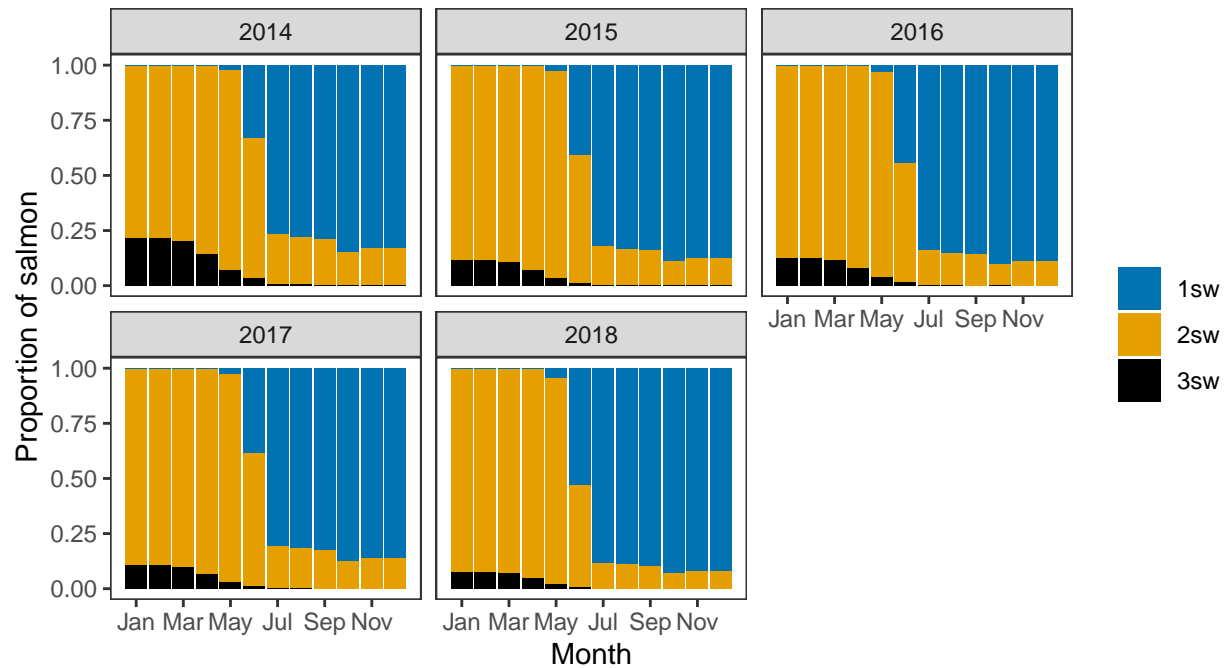 2014 2015 2016
1.00
0.75
0.50
0.25
0.00
Jan Mar May Jul Sep Nov
2017 2018
1.00
0.75
0.50
0.25
0.00
Jan Mar May Jul Sep Nov Jan Mar May Jul Sep Nov
Month
Proportion of salmon
1sw
2sw
3sw